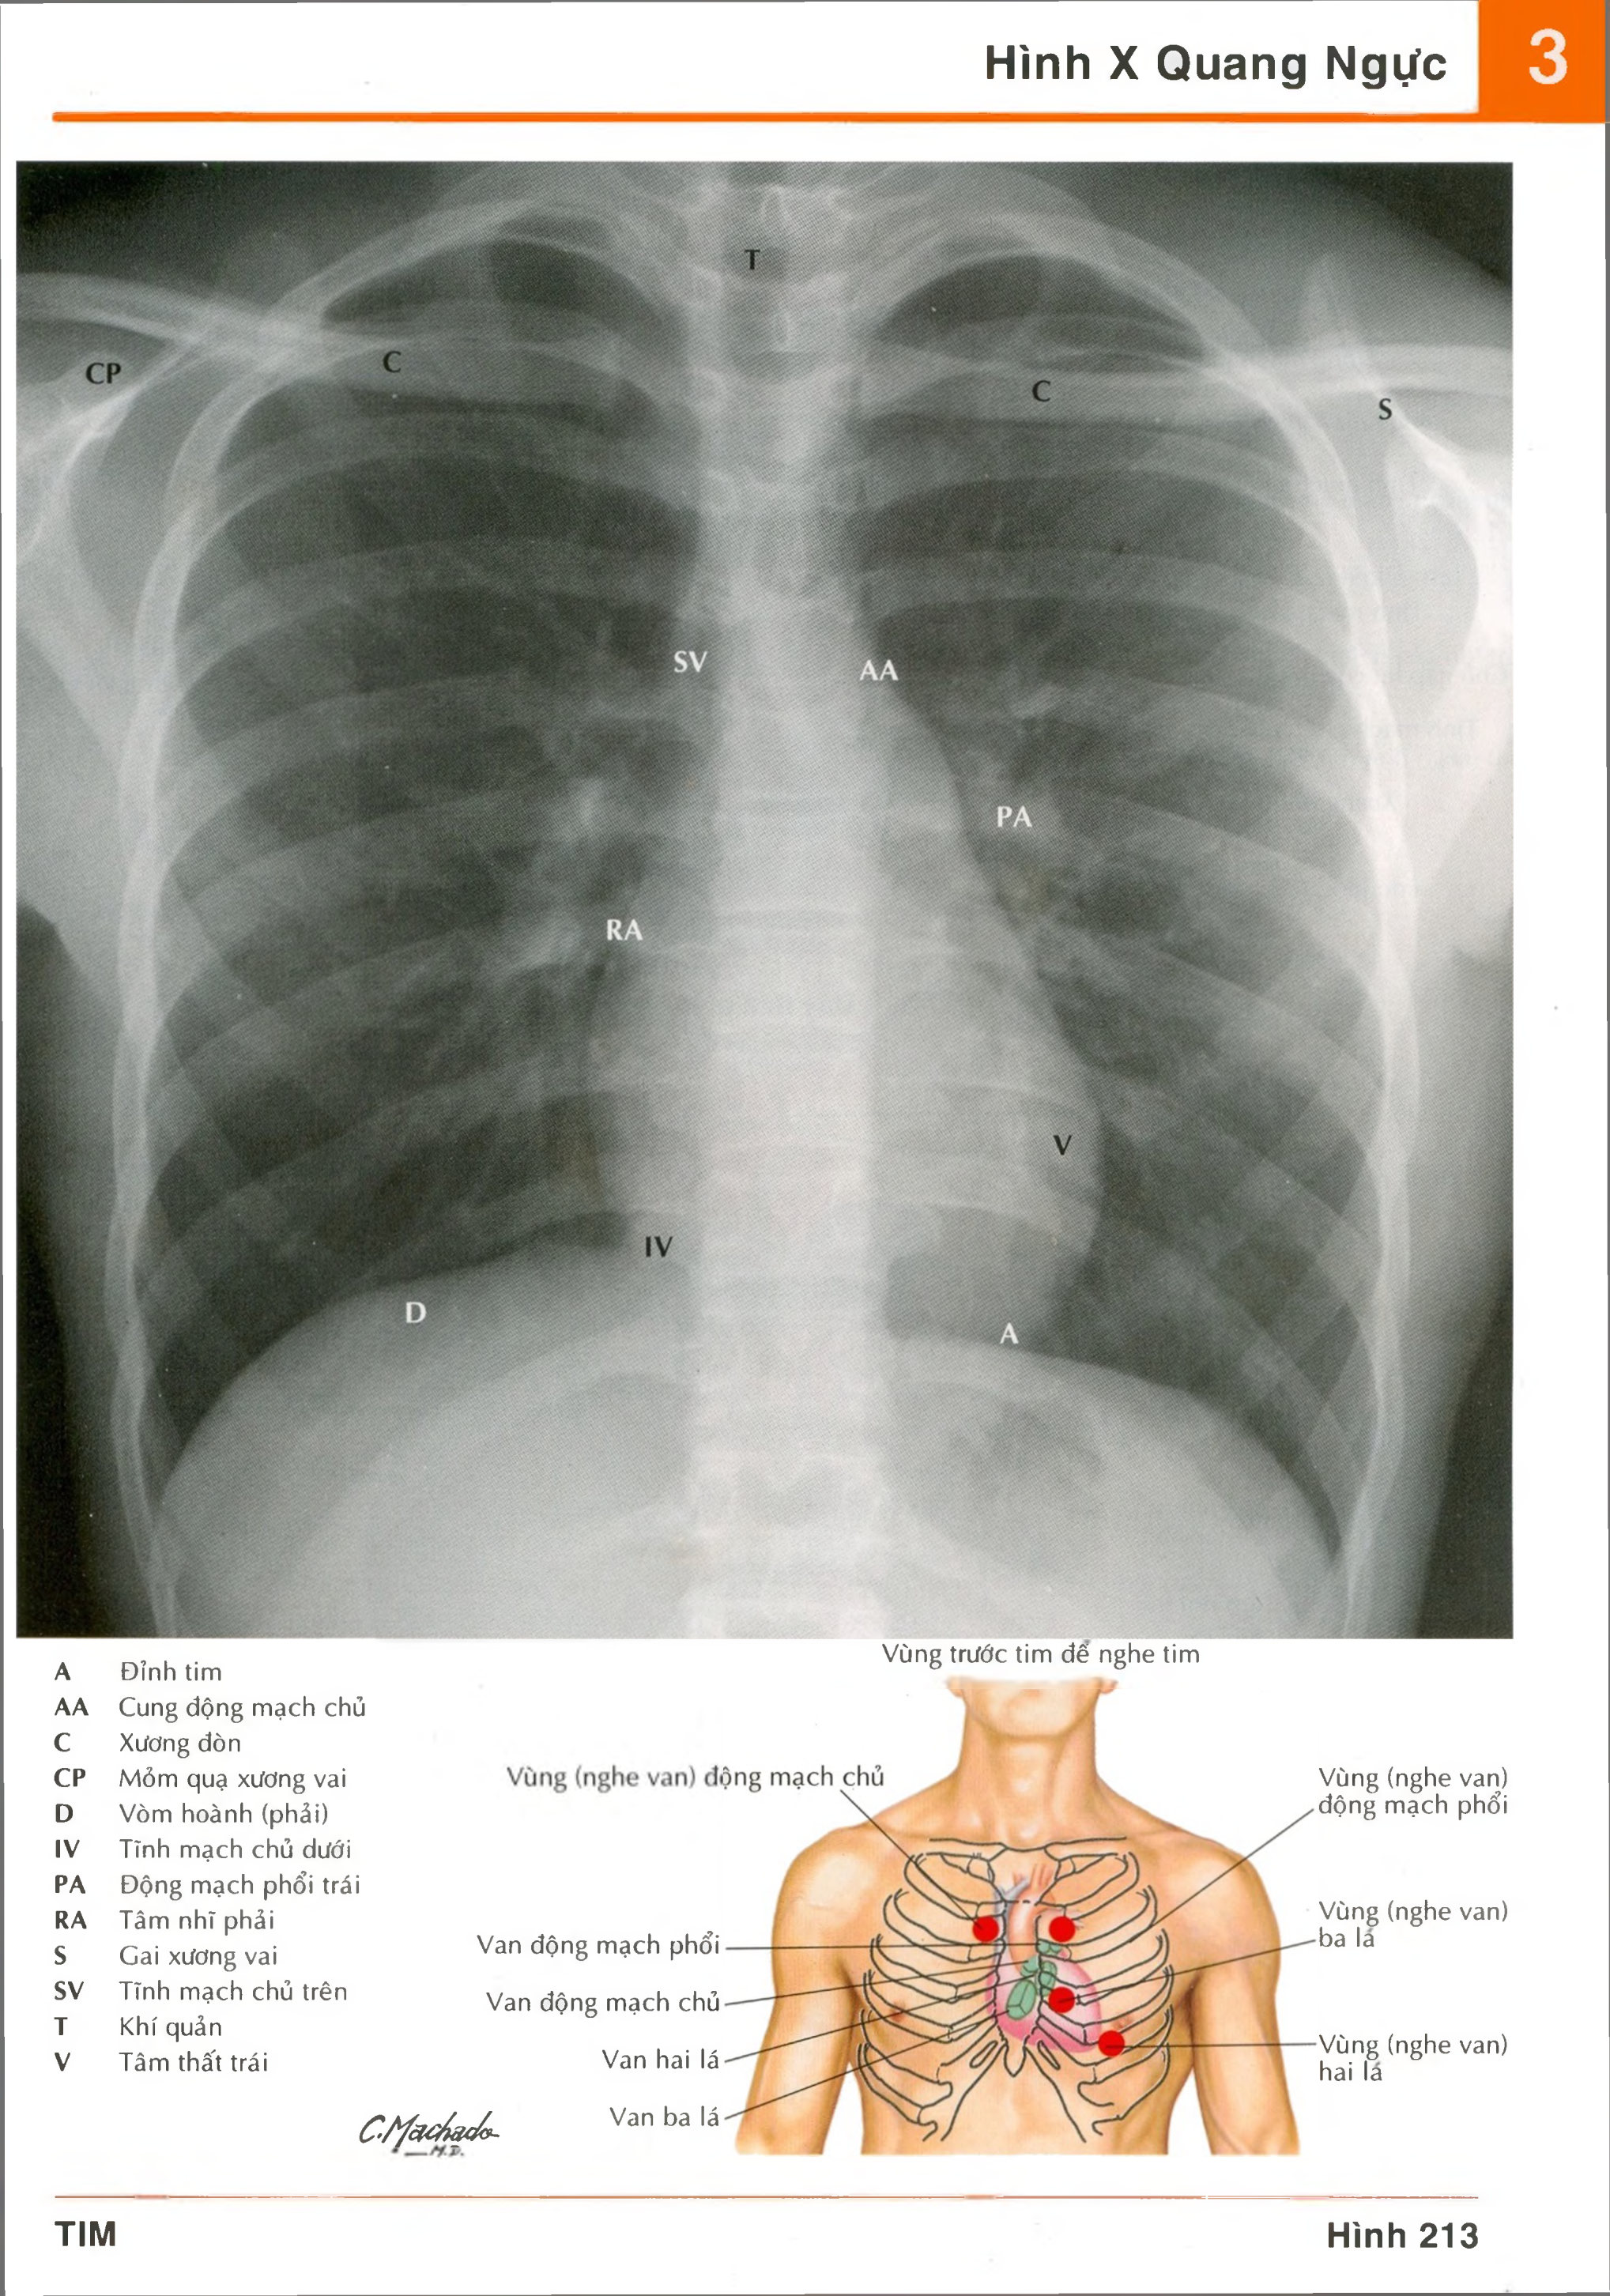 Hình X Quang Ngực
3
T
CP
C
C
S
SV
AA
PA
RA
V
IV
D
A
A Đỉnh tim
AA Cung động mạch chủ
C Xương đòn
CP Mỏm quạ xương vai
D Vòm hoành (phải)
IV Tĩnh mạch chủ dưới
PA Động mạch phổi trái
RA Tâm nhĩ phải
S Gai xương vai
SV Tĩnh mạch chủ trên
T Khí quản
V Tâm thất trái
Vùng trước tim để nghe tim
Vùng (nghe van) động mạch chủ
Van động mạch phổi
Van động mạch chủ
Van hai lá
Van ba lá
Vùng (nghe van)
động mạch phổi
Vùng (nghe van)
ba lá
Vùng (nghe van)
hai lá
C.Machado
M.D.
TIM
Hình 213